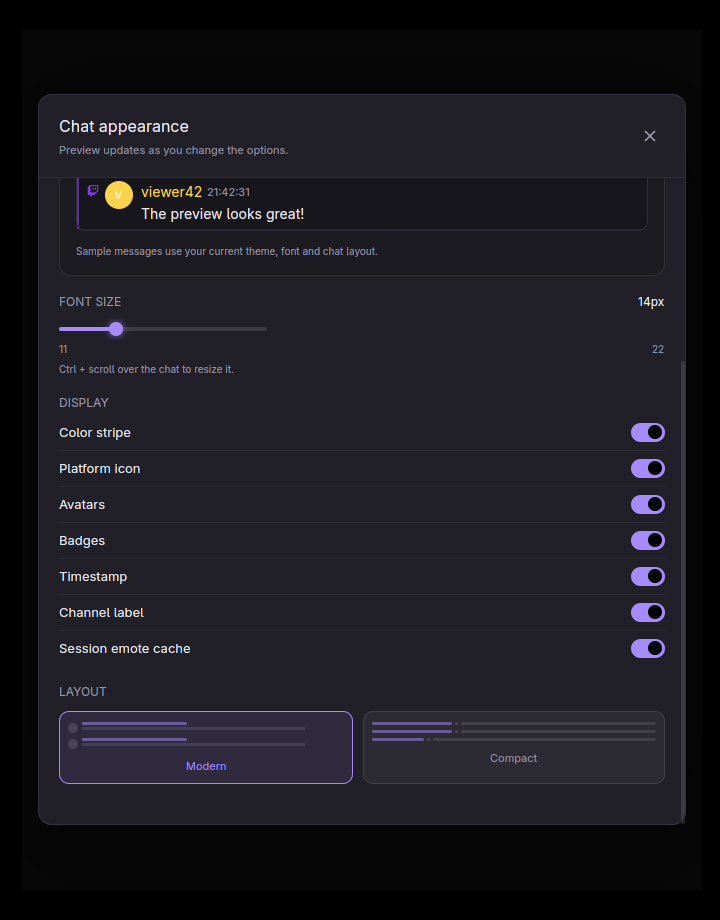 Chat appearance
Preview updates as you change the options.
V
viewer42 21:42:31
The preview looks great!
Sample messages use your current theme, font and chat layout.
FONT SIZE 14px
11 22
Ctrl + scroll over the chat to resize it.
DISPLAY
Color stripe
Platform icon
Avatars
Badges
Timestamp
Channel label
Session emote cache
LAYOUT
Modern
Compact